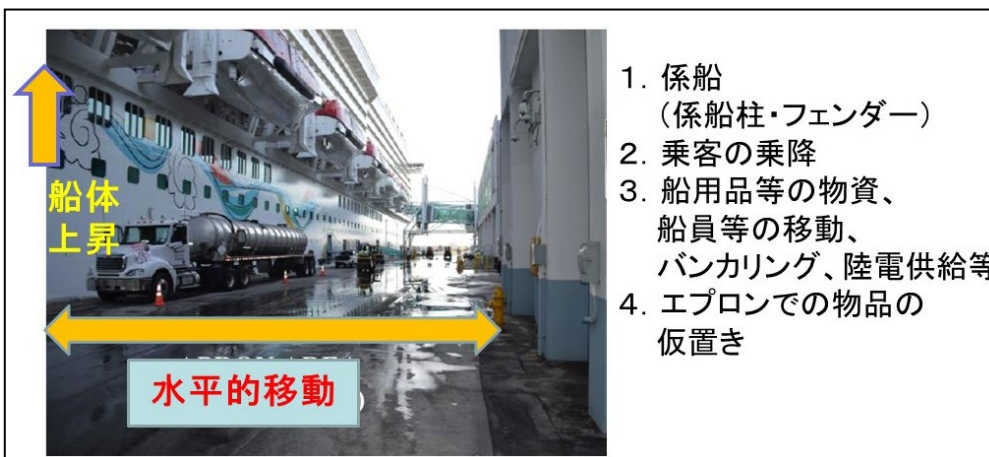 船体
上昇
水平的移動
1. 係船
(係船柱・フェンダー)
2. 乗客の乗降
3. 船用品等の物資、
船員等の移動、
バンカリング、陸電供給等
4. エプロンでの物品の
仮置き